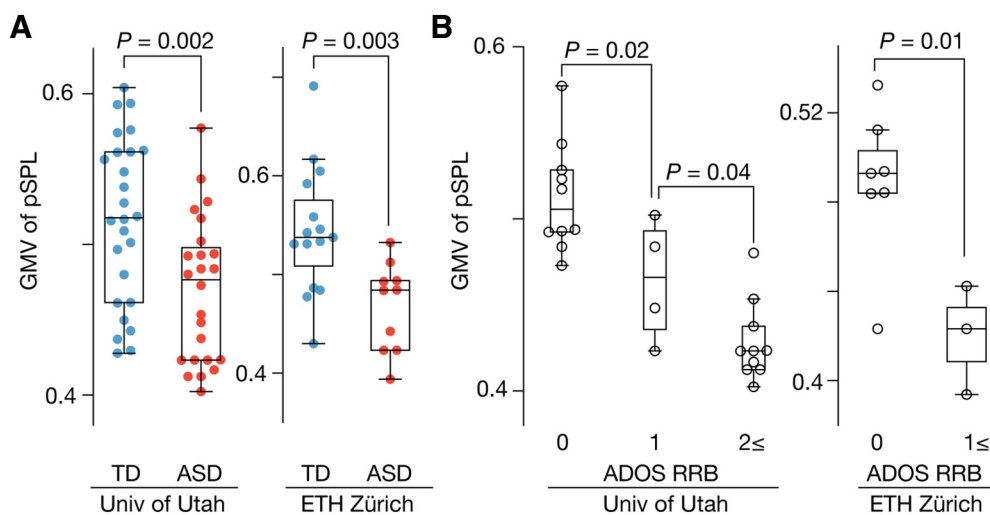 A
B
P = 0.002
P = 0.003
P = 0.02
P = 0.04
P = 0.01
GMV of pSPL
0.6
0.4
0.6
0.4
GMV of pSPL
0.6
0.4
0.52
0.4
TD ASD
Univ of Utah
TD ASD
ETH Zürich
0 1 2≤
ADOS RRB
Univ of Utah
0 1≤
ADOS RRB
ETH Zürich